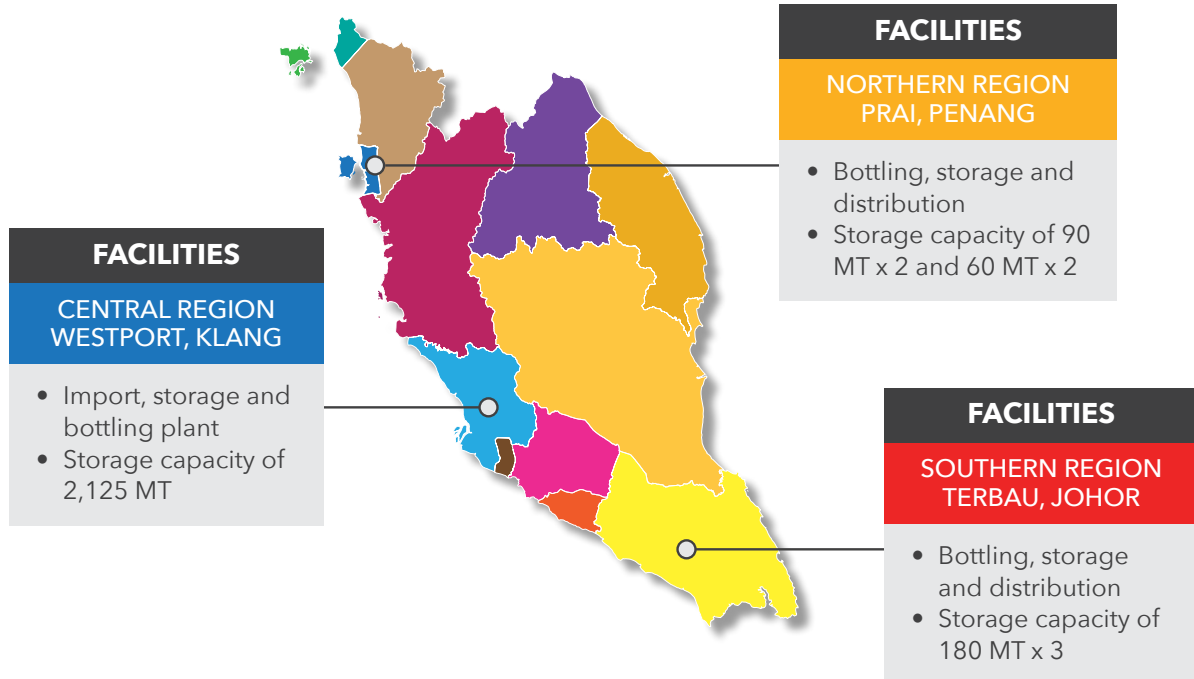 FACILITIES
NORTHERN REGION
PRAI, PENANG
• Bottling, storage and
distribution
• Storage capacity of 90
MT x 2 and 60 MT x 2
FACILITIES
CENTRAL REGION
WESTPORT, KLANG
• Import, storage and
bottling plant
• Storage capacity of
2,125 MT
FACILITIES
SOUTHERN REGION
TERBAU, JOHOR
• Bottling, storage
and distribution
• Storage capacity of
180 MT x 3